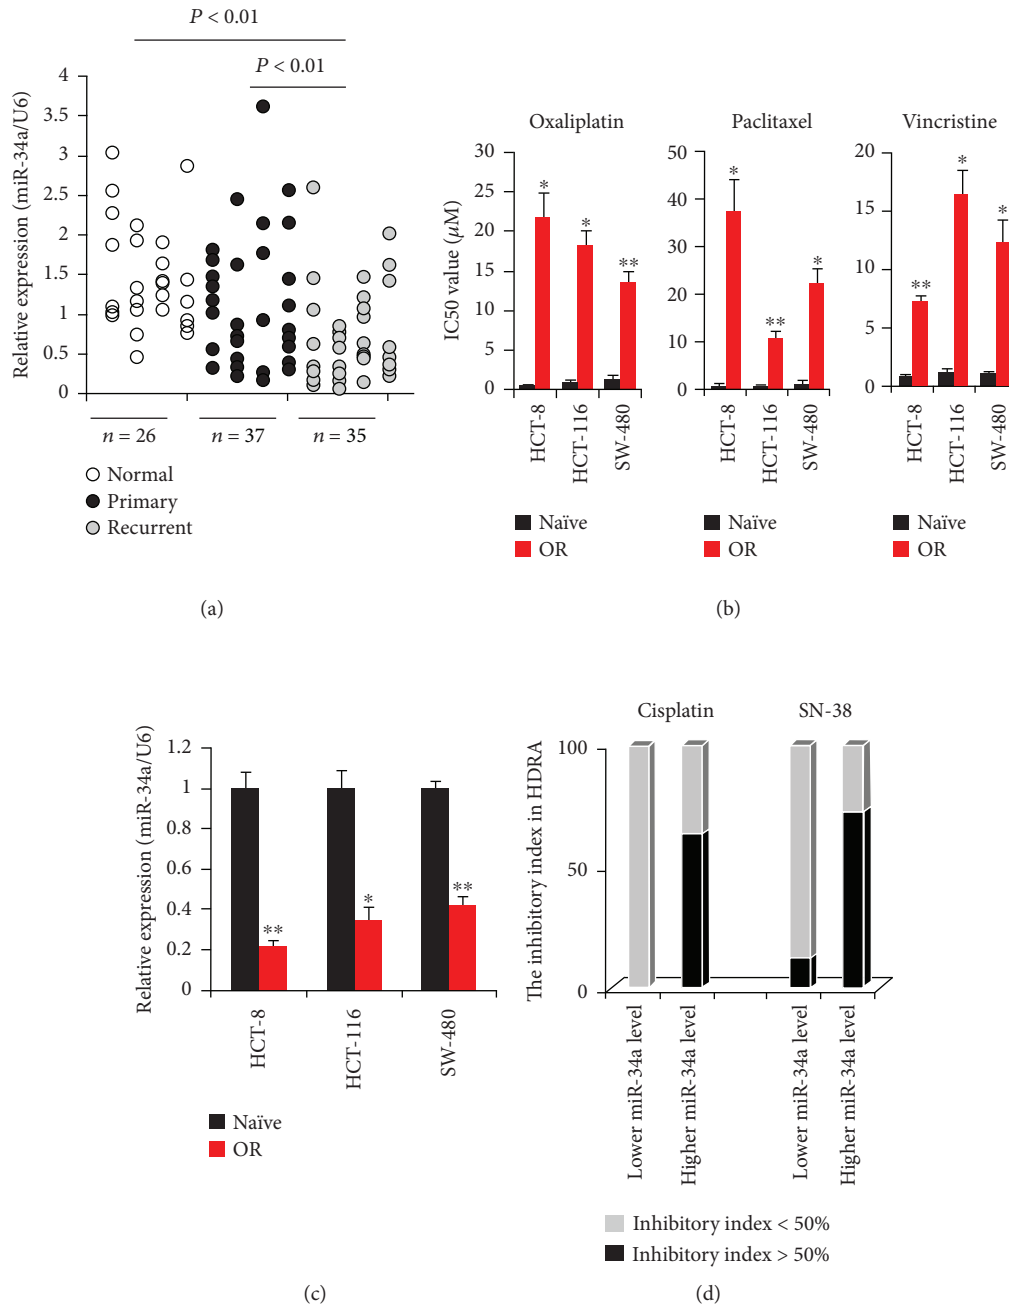 P < 0.01
P < 0.01
Relative expression (miR-34a/U6)
4
3.5
3
2.5
2
1.5
1
0.5
0
n = 26
n = 37
n = 35
Normal
Primary
Recurrent
(a)
Oxaliplatin
Paclitaxel
Vincristine
IC50 value (μM)
30
25
20
15
10
5
0
*
*
**
HCT-8
HCT-116
SW-480
Naïve
OR
50
40
30
20
10
0
*
**
*
HCT-8
HCT-116
SW-480
Naïve
OR
20
15
10
5
0
**
*
*
HCT-8
HCT-116
SW-480
Naïve
OR
(b)
Relative expression (miR-34a/U6)
1.2
1
0.8
0.6
0.4
0.2
0
**
*
**
HCT-8
HCT-116
SW-480
Naïve
OR
(c)
Cisplatin
SN-38
The inhibitory index in HDRA
100
50
0
Lower miR-34a level
Higher miR-34a level
Lower miR-34a level
Higher miR-34a level
Inhibitory index < 50%
Inhibitory index > 50%
(d)